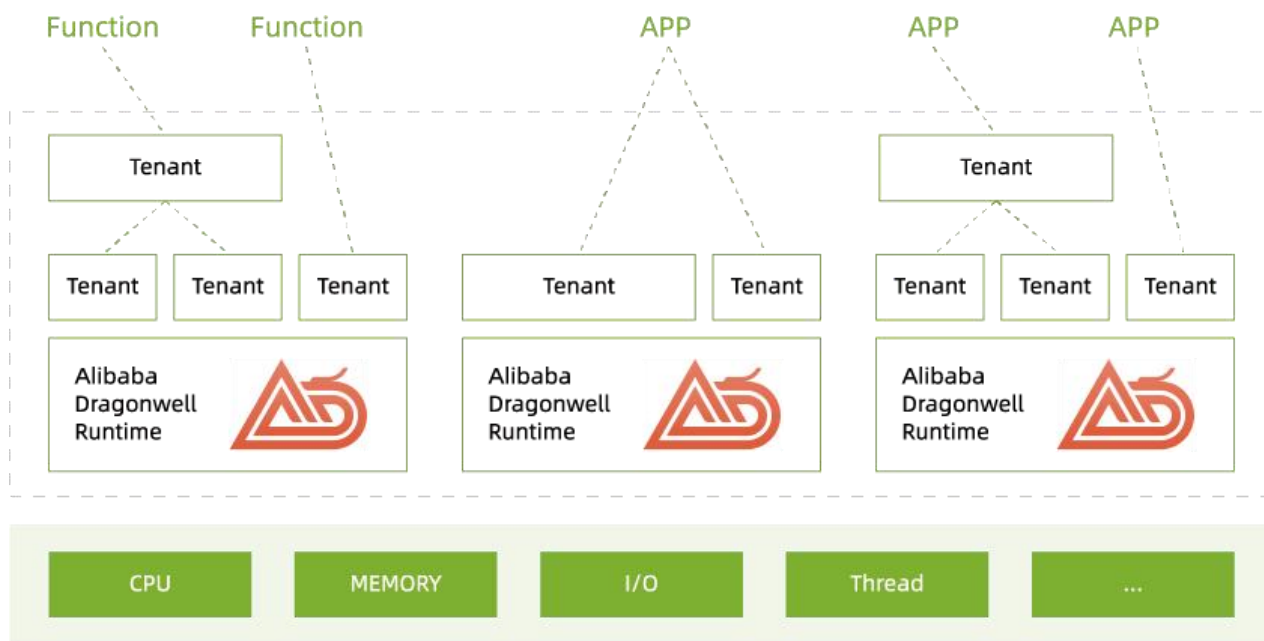 Function Function APP APP APP
Tenant Tenant
Tenant Tenant Tenant Tenant Tenant Tenant Tenant Tenant
Alibaba
Dragonwell
Runtime
Alibaba
Dragonwell
Runtime
Alibaba
Dragonwell
Runtime
CPU MEMORY I/O Thread ...